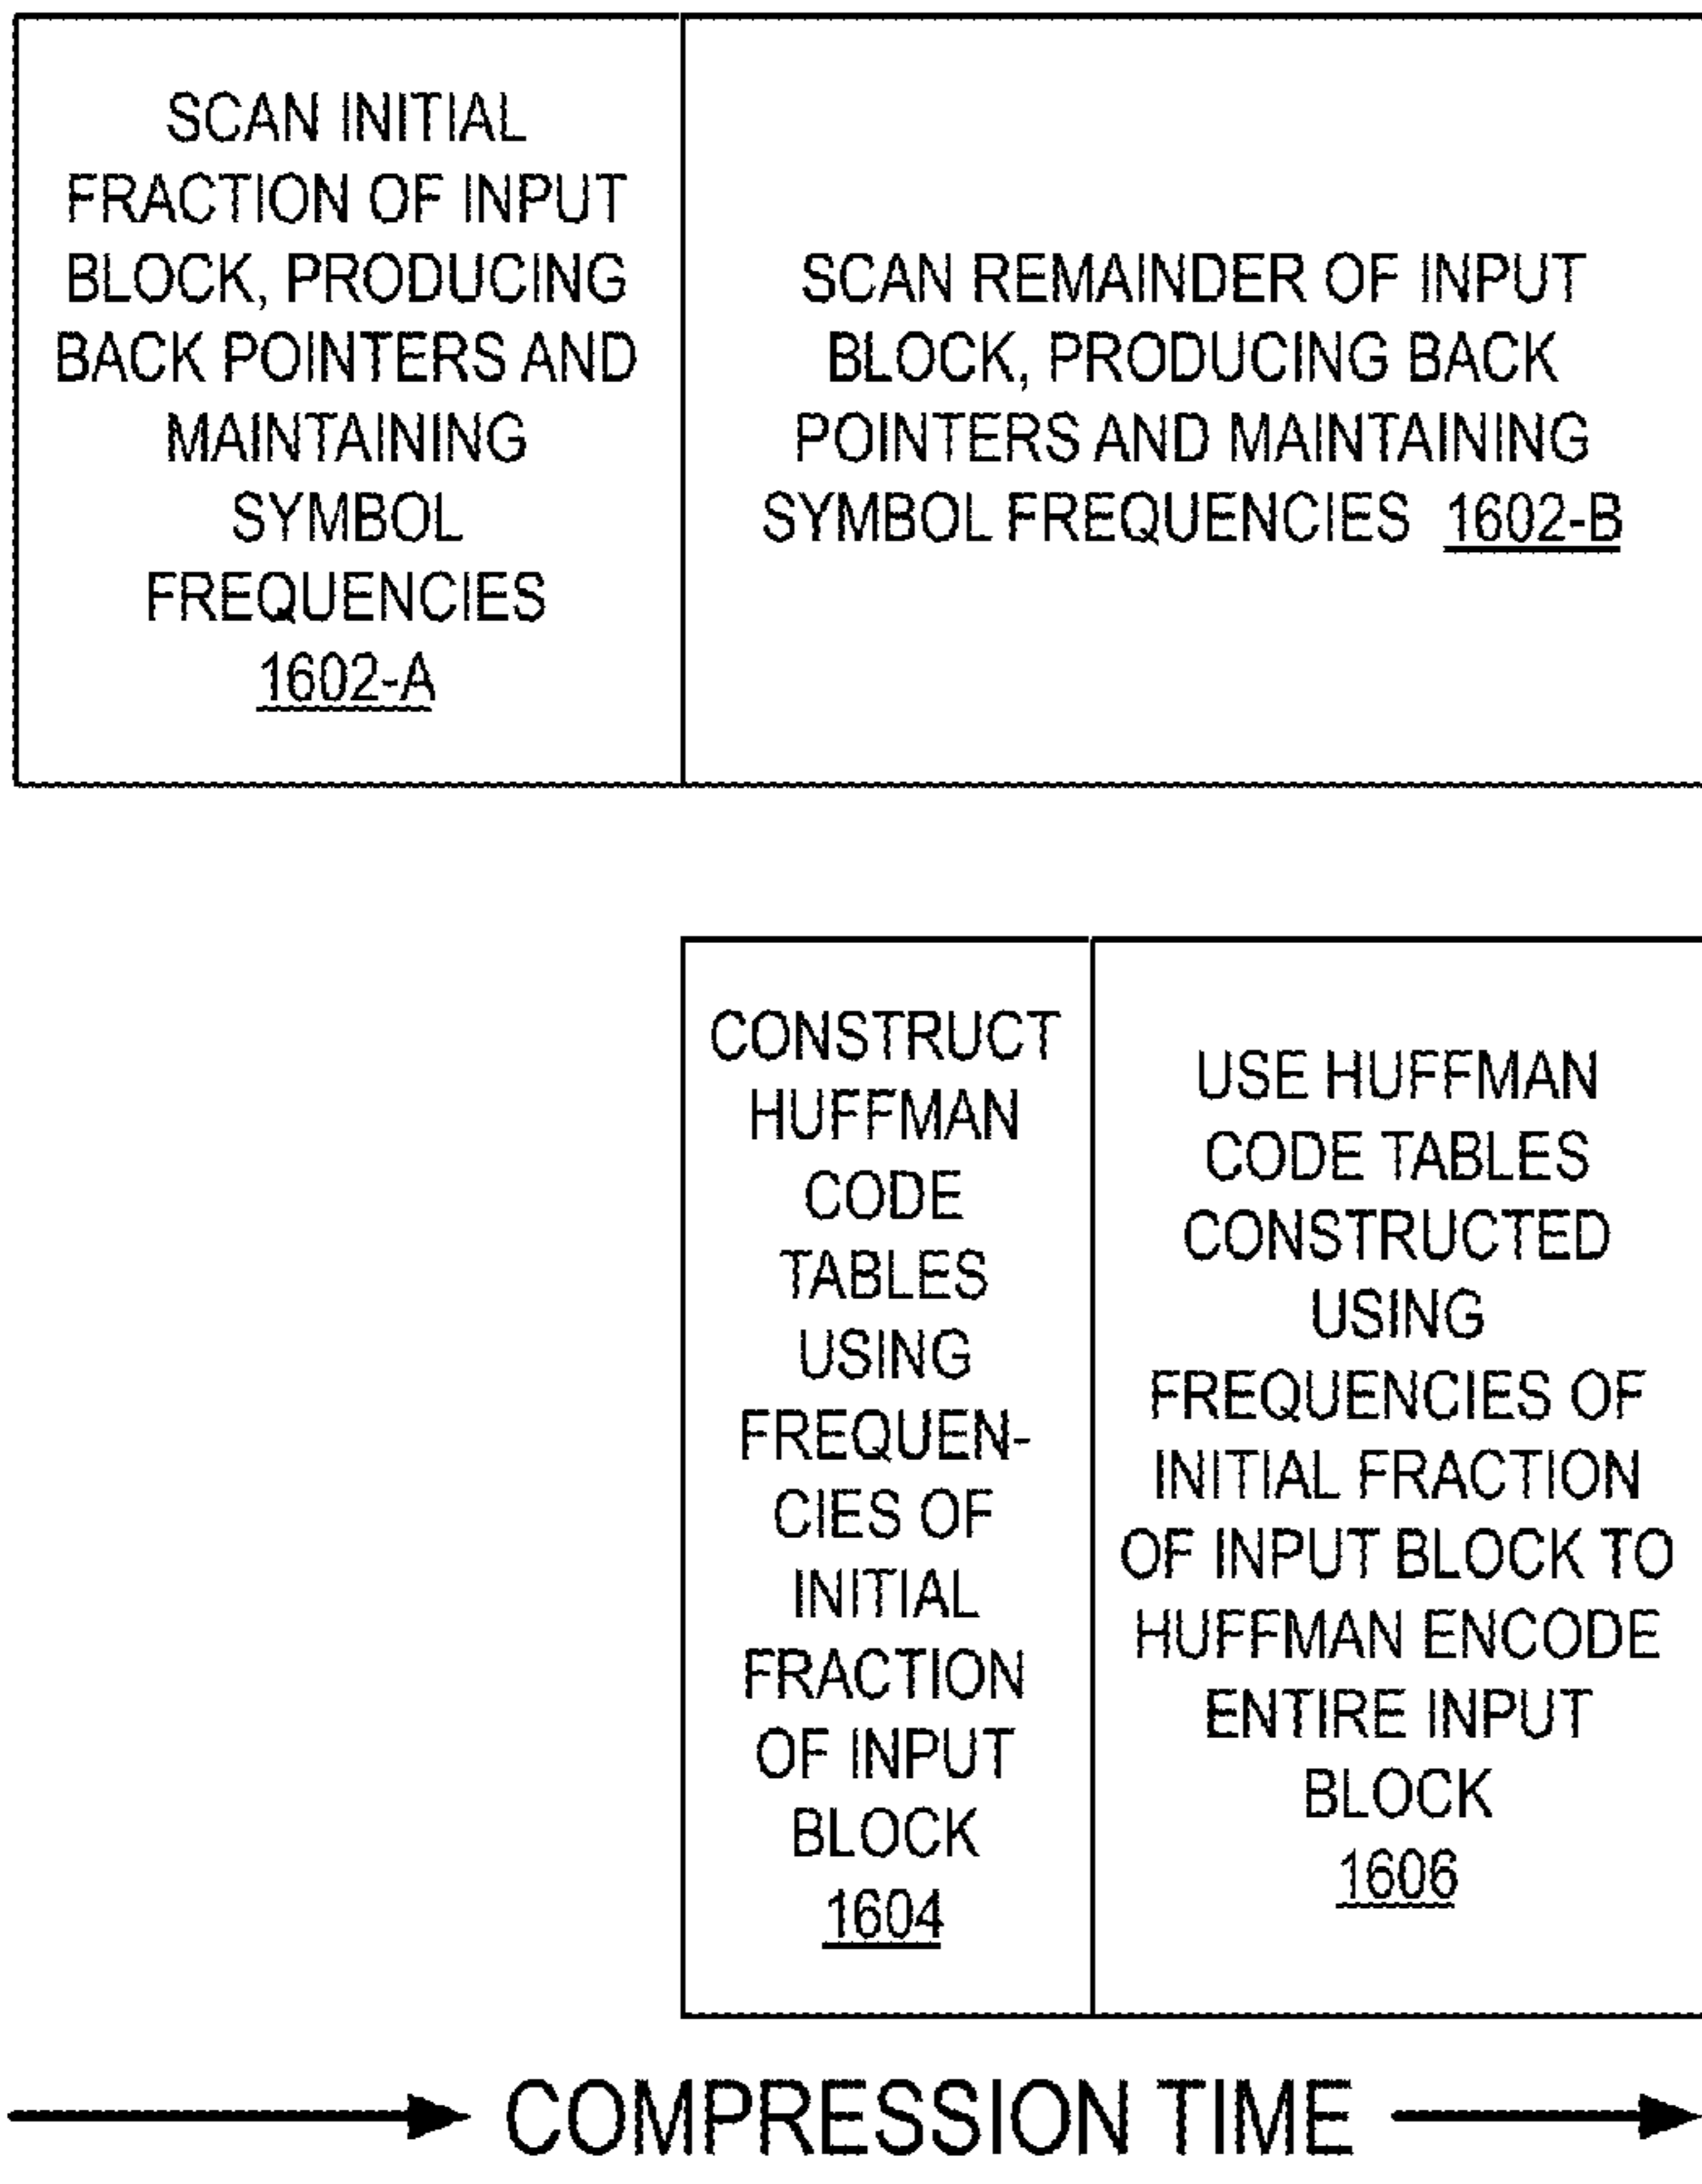 SCAN INITIAL
FRACTION OF INPUT
BLOCK, PRODUCING
BACK POINTERS AND
MAINTAINING
SYMBOL
FREQUENCIES
1602-A
SCAN REMAINDER OF INPUT
BLOCK, PRODUCING BACK
POINTERS AND MAINTAINING
SYMBOL FREQUENCIES 1602-B
CONSTRUCT
HUFFMAN
CODE
TABLES
USING
FREQUEN-
CIES OF
INITIAL
FRACTION
OF INPUT
BLOCK
1604
USE HUFFMAN
CODE TABLES
CONSTRUCTED
USING
FREQUENCIES OF
INITIAL FRACTION
OF INPUT BLOCK TO
HUFFMAN ENCODE
ENTIRE INPUT
BLOCK
1606
COMPRESSION TIME